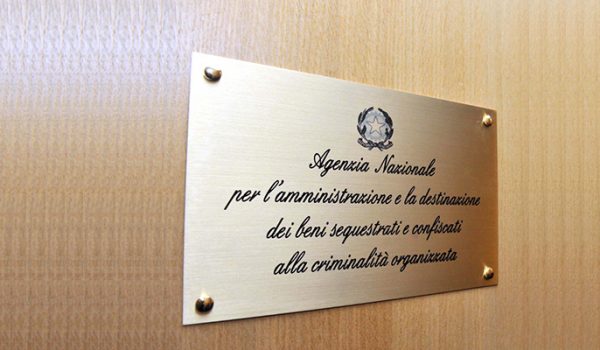 Agenzia Nazionale
per l'amministrazione e la destinazione
dei beni sequestrati e confiscati
alla criminalità organizzata